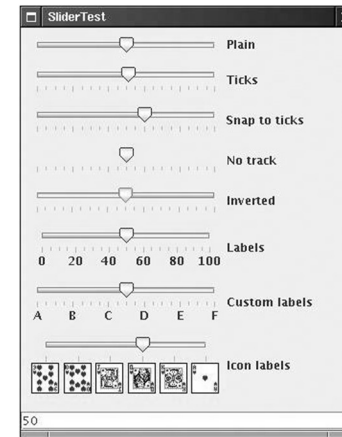 SliderTest
Plain
Ticks
Snap to ticks
No track
Inverted
0 20 40 60 80 100
Labels
A B C D E F
Custom labels
Icon labels
50